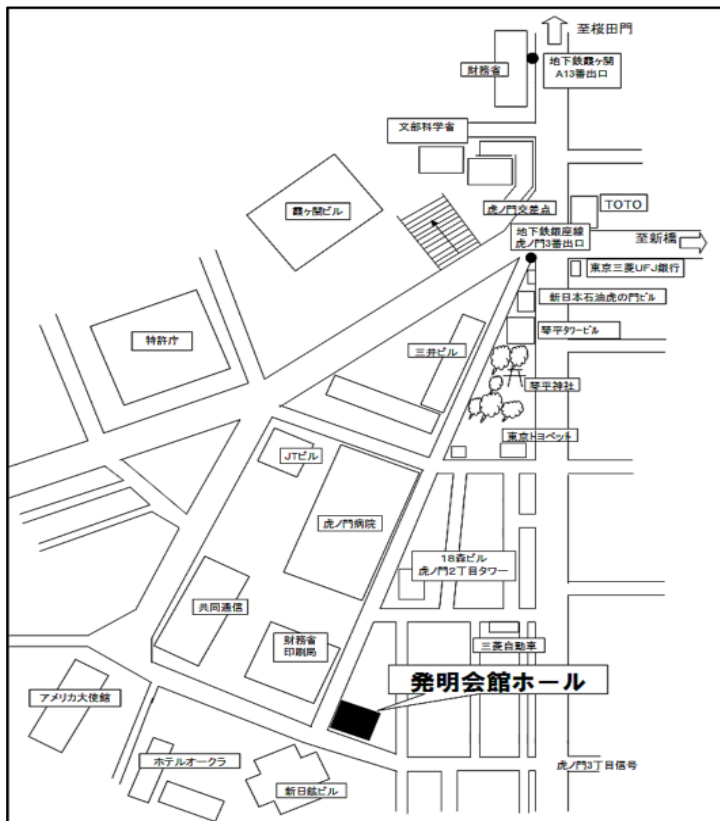 至桜田門
地下鉄霞ヶ関
A13番出口
財務省
文部科学省
霞ヶ関ビル
虎ノ門交差点
TOTO
地下鉄銀座線
虎ノ門3番出口
至新橋
東京三菱UFJ銀行
新日本石油虎の門ビル
琴平タワービル
特許庁
三井ビル
琴平神社
東京トヨペット
JTビル
虎ノ門病院
18森ビル
虎ノ門2丁目タワー
共同通信
財務省
印刷局
三菱自動車
発明会館ホール
アメリカ大使館
ホテルオークラ
新日鉱ビル
虎ノ門3丁目信号